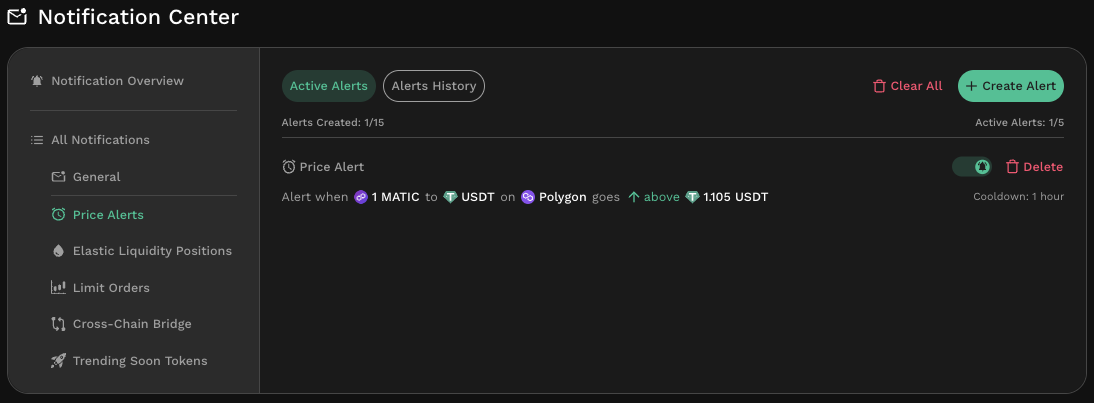 Notification Center
Notification Overview
All Notifications
General
Price Alerts
Elastic Liquidity Positions
Limit Orders
Cross-Chain Bridge
Trending Soon Tokens
Active Alerts Alerts History Clear All + Create Alert
Alerts Created: 1/15 Active Alerts: 1/5
Price Alert Delete
Alert when 1 MATIC to USDT on Polygon goes above 1.105 USDT Cooldown: 1 hour